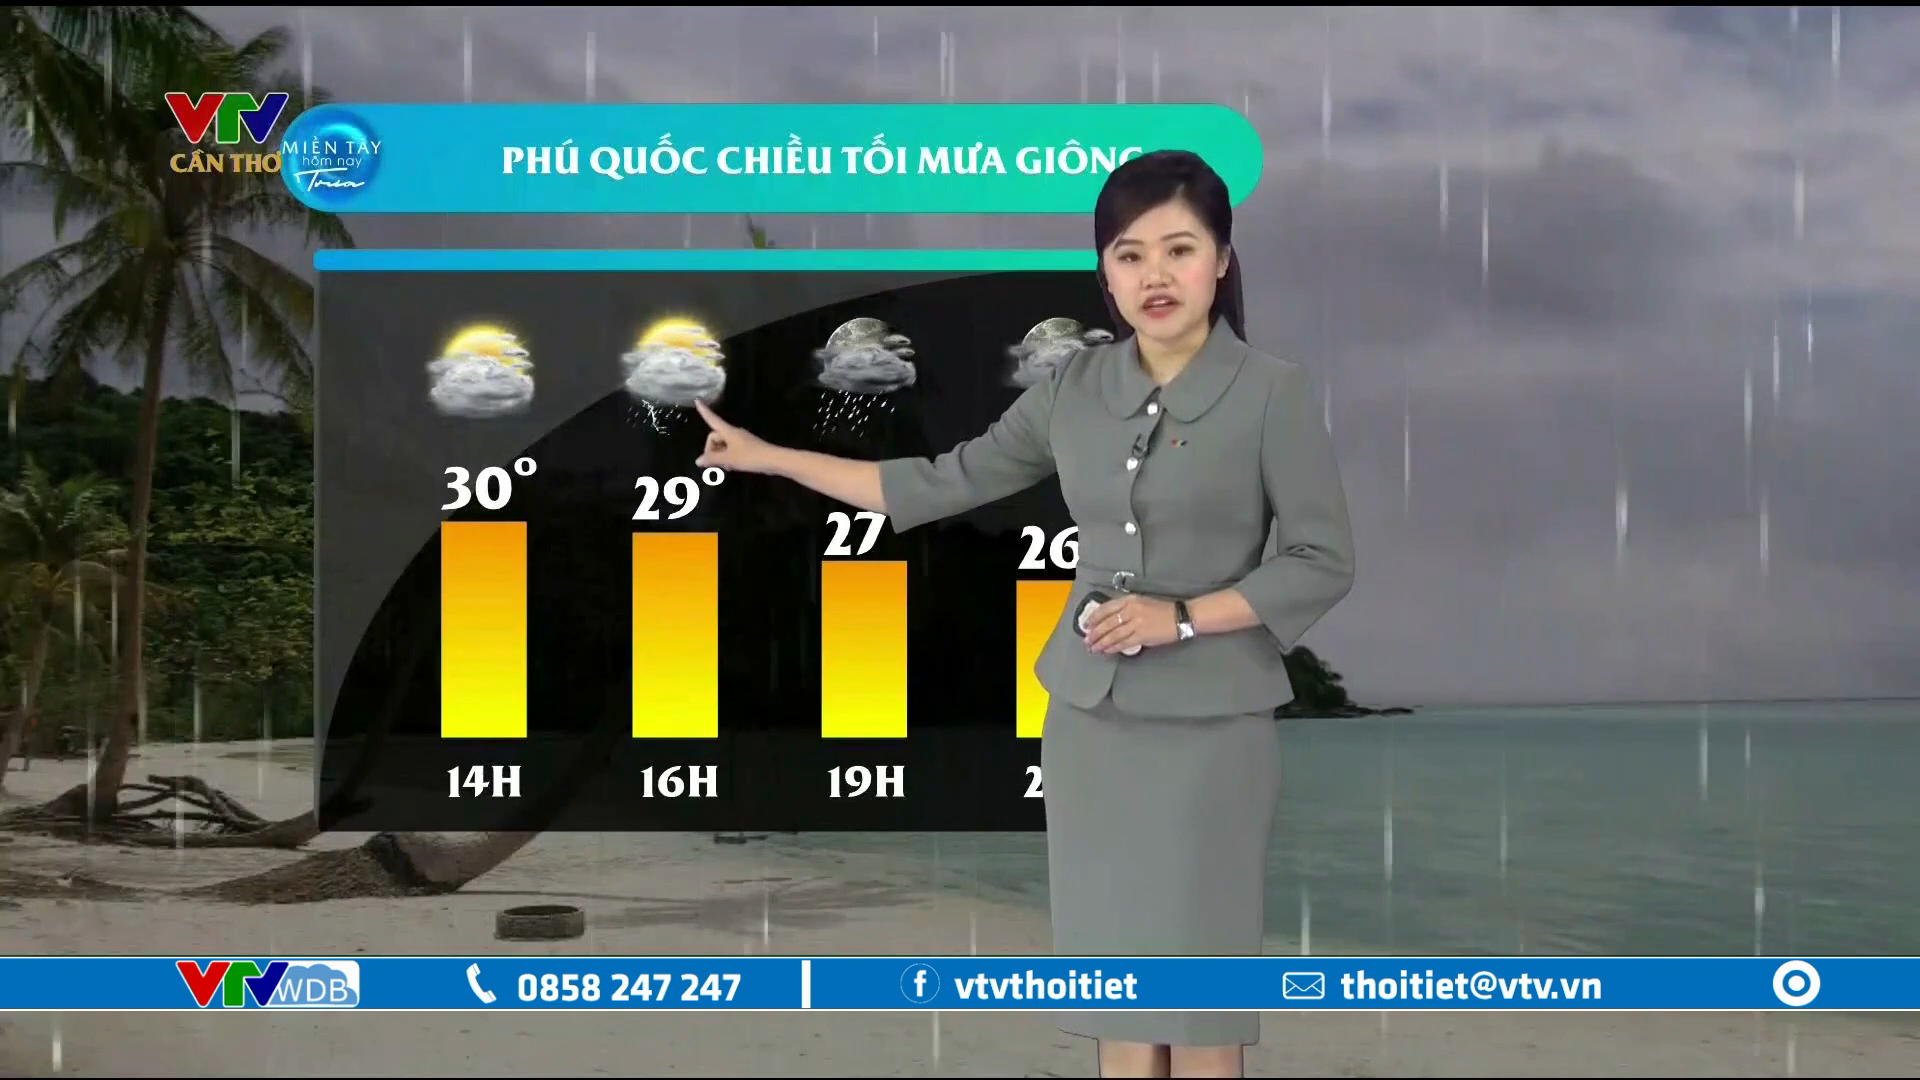 VTV
CẦN THƠ
MIỀN TÂY
hôm nay
Trưa
PHÚ QUỐC CHIỀU TỐI MƯA GIÔNG
30°
29°
27
26
14H
16H
19H
VTV WDB
0858 247 247
vtvthoitiet
thoitiet@vtv.vn